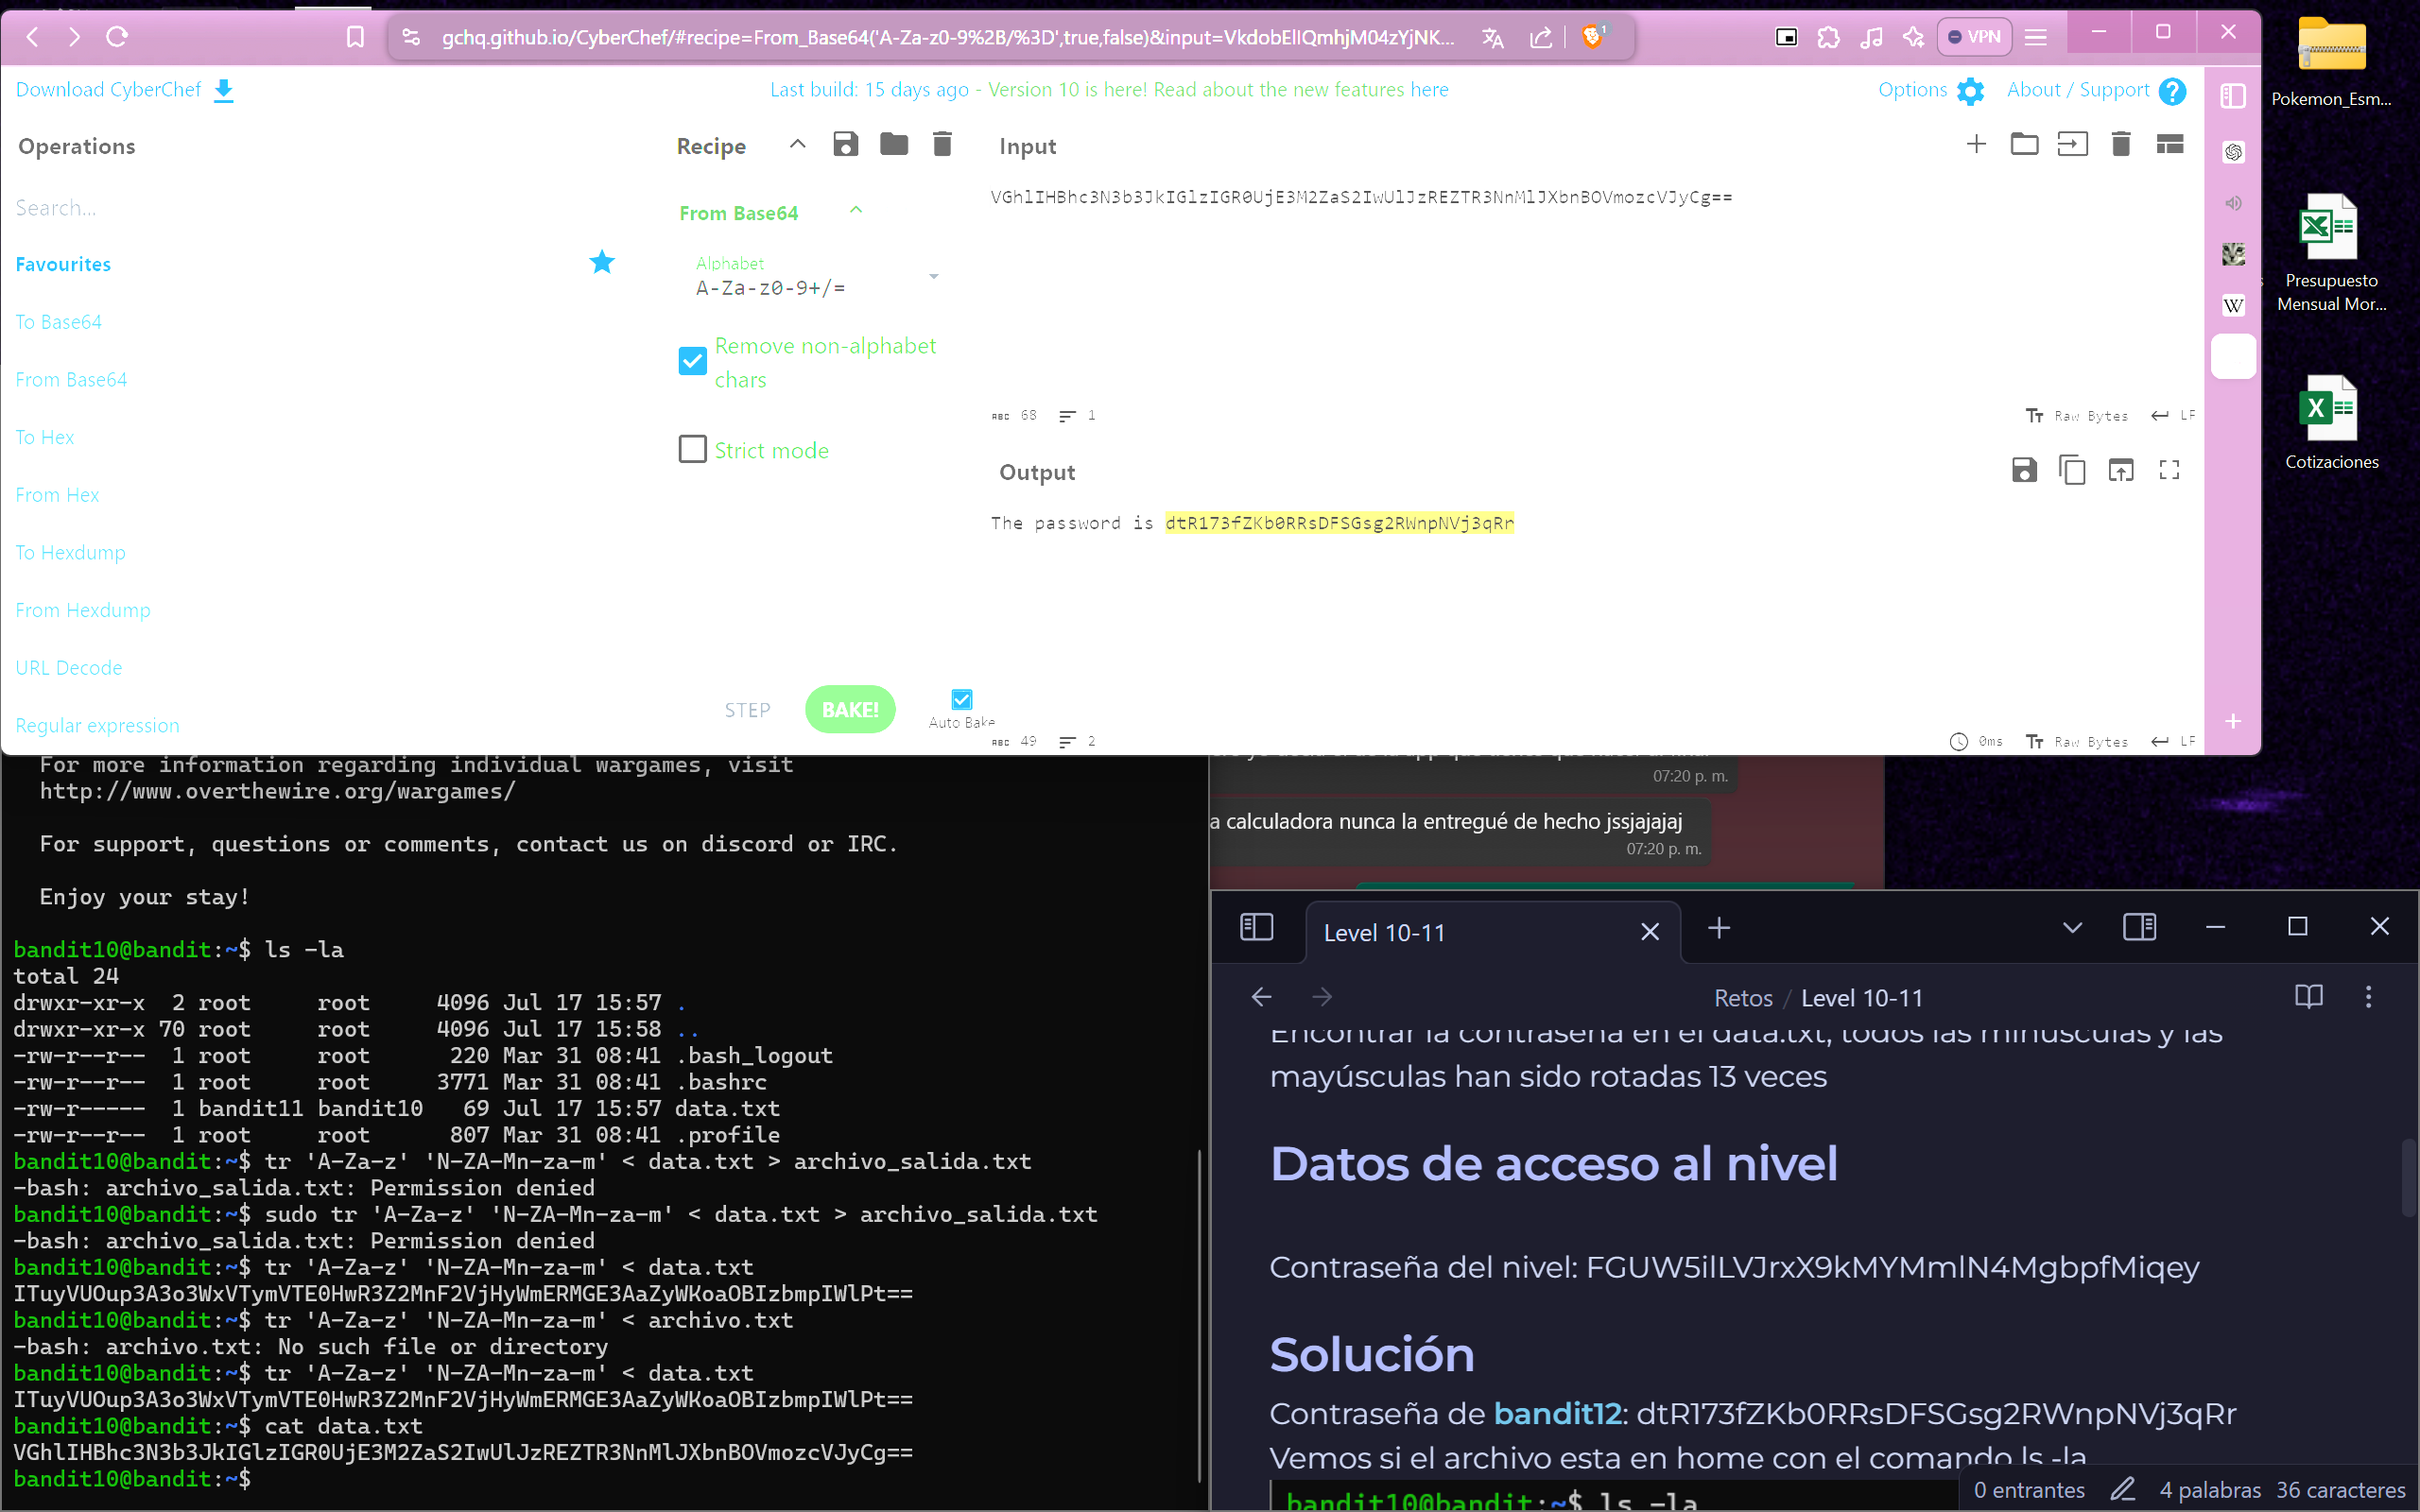 gchq.github.io/CyberChef/#recipe=From_Base64('A-Za-z0-9%2B/%3D',true,false)&input=VkdobElIQmhjM04zYjNK...
VPN
Download CyberChef
Last build: 15 days ago - Version 10 is here! Read about the new features here
Options
About / Support
Operations
Search...
Favourites
To Base64
From Base64
To Hex
From Hex
To Hexdump
From Hexdump
URL Decode
Regular expression
Recipe
From Base64
Alphabet
A-Za-z0-9+/=
Remove non-alphabet
chars
Strict mode
STEP
BAKE!
Auto Bake
Input
VGhlIHBhc3N3b3JkIGlzIGR0UjE3M2ZaS2IwUlJzREZTR3NnMlJXbnBOVmozcVJyCg==
68 1
Raw Bytes LF
Output
The password is dtR173fZKb0RRsDFSGsg2RWnpNVj3qRr
49 2
0ms Raw Bytes LF
Pokemon_Esm...
Presupuesto
Mensual Mor...
Cotizaciones
For more information regarding individual wargames, visit
http://www.overthewire.org/wargames/
For support, questions or comments, contact us on discord or IRC.
Enjoy your stay!
bandit10@bandit:~$ ls -la
total 24
drwxr-xr-x 2 root root 4096 Jul 17 15:57 .
drwxr-xr-x 70 root root 4096 Jul 17 15:58 ..
-rw-r--r-- 1 root root 220 Mar 31 08:41 .bash_logout
-rw-r--r-- 1 root root 3771 Mar 31 08:41 .bashrc
-rw-r----- 1 bandit11 bandit10 69 Jul 17 15:57 data.txt
-rw-r--r-- 1 root root 807 Mar 31 08:41 .profile
bandit10@bandit:~$ tr 'A-Za-z' 'N-ZA-Mn-za-m' < data.txt > archivo_salida.txt
-bash: archivo_salida.txt: Permission denied
bandit10@bandit:~$ sudo tr 'A-Za-z' 'N-ZA-Mn-za-m' < data.txt > archivo_salida.txt
-bash: archivo_salida.txt: Permission denied
bandit10@bandit:~$ tr 'A-Za-z' 'N-ZA-Mn-za-m' < data.txt
ITuyVUOup3A3o3WxVTymVTE0HwR3Z2MnF2VjHyWmERMGE3AaZyWKoaOBIzbmpIWlPt==
bandit10@bandit:~$ tr 'A-Za-z' 'N-ZA-Mn-za-m' < archivo.txt
-bash: archivo.txt: No such file or directory
bandit10@bandit:~$ tr 'A-Za-z' 'N-ZA-Mn-za-m' < data.txt
ITuyVUOup3A3o3WxVTymVTE0HwR3Z2MnF2VjHyWmERMGE3AaZyWKoaOBIzbmpIWlPt==
bandit10@bandit:~$ cat data.txt
VGhlIHBhc3N3b3JkIGlzIGR0UjE3M2ZaS2IwUlJzREZTR3NnMlJXbnBOVmozcVJyCg==
bandit10@bandit:~$
07:20 p. m.
a calculadora nunca la entregué de hecho jssjajajaj
07:20 p. m.
Level 10-11
Retos / Level 10-11
Encontrar la contraseña en el data.txt, todos las minúsculas y las
mayúsculas han sido rotadas 13 veces
Datos de acceso al nivel
Contraseña del nivel: FGUW5ilLVJrxX9kMYMmlN4MgbpfMiqey
Solución
Contraseña de bandit12: dtR173fZKb0RRsDFSGsg2RWnpNVj3qRr
Vemos si el archivo esta en home con el comando ls -la
bandit10@bandit:~$ ls -la
0 entrantes 4 palabras 36 caracteres